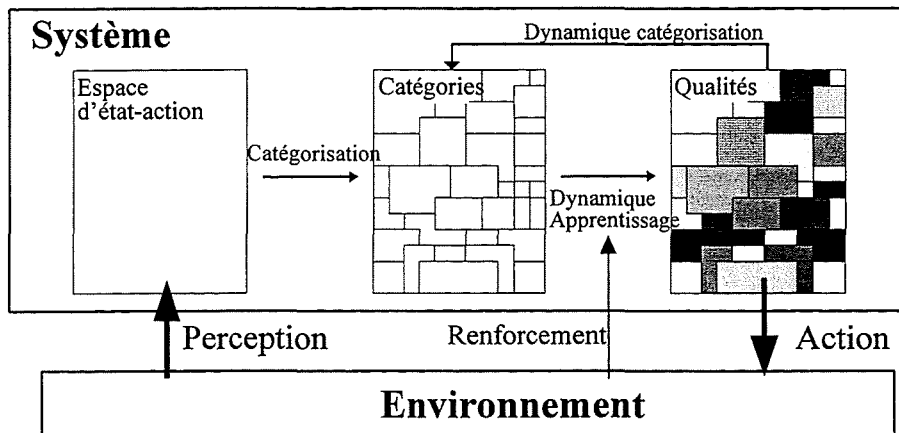 Système
Dynamique catégorisation
Espace
d'état-action
Catégories
Qualités
Catégorisation
Dynamique
Apprentissage
Perception
Renforcement
Action
Environnement